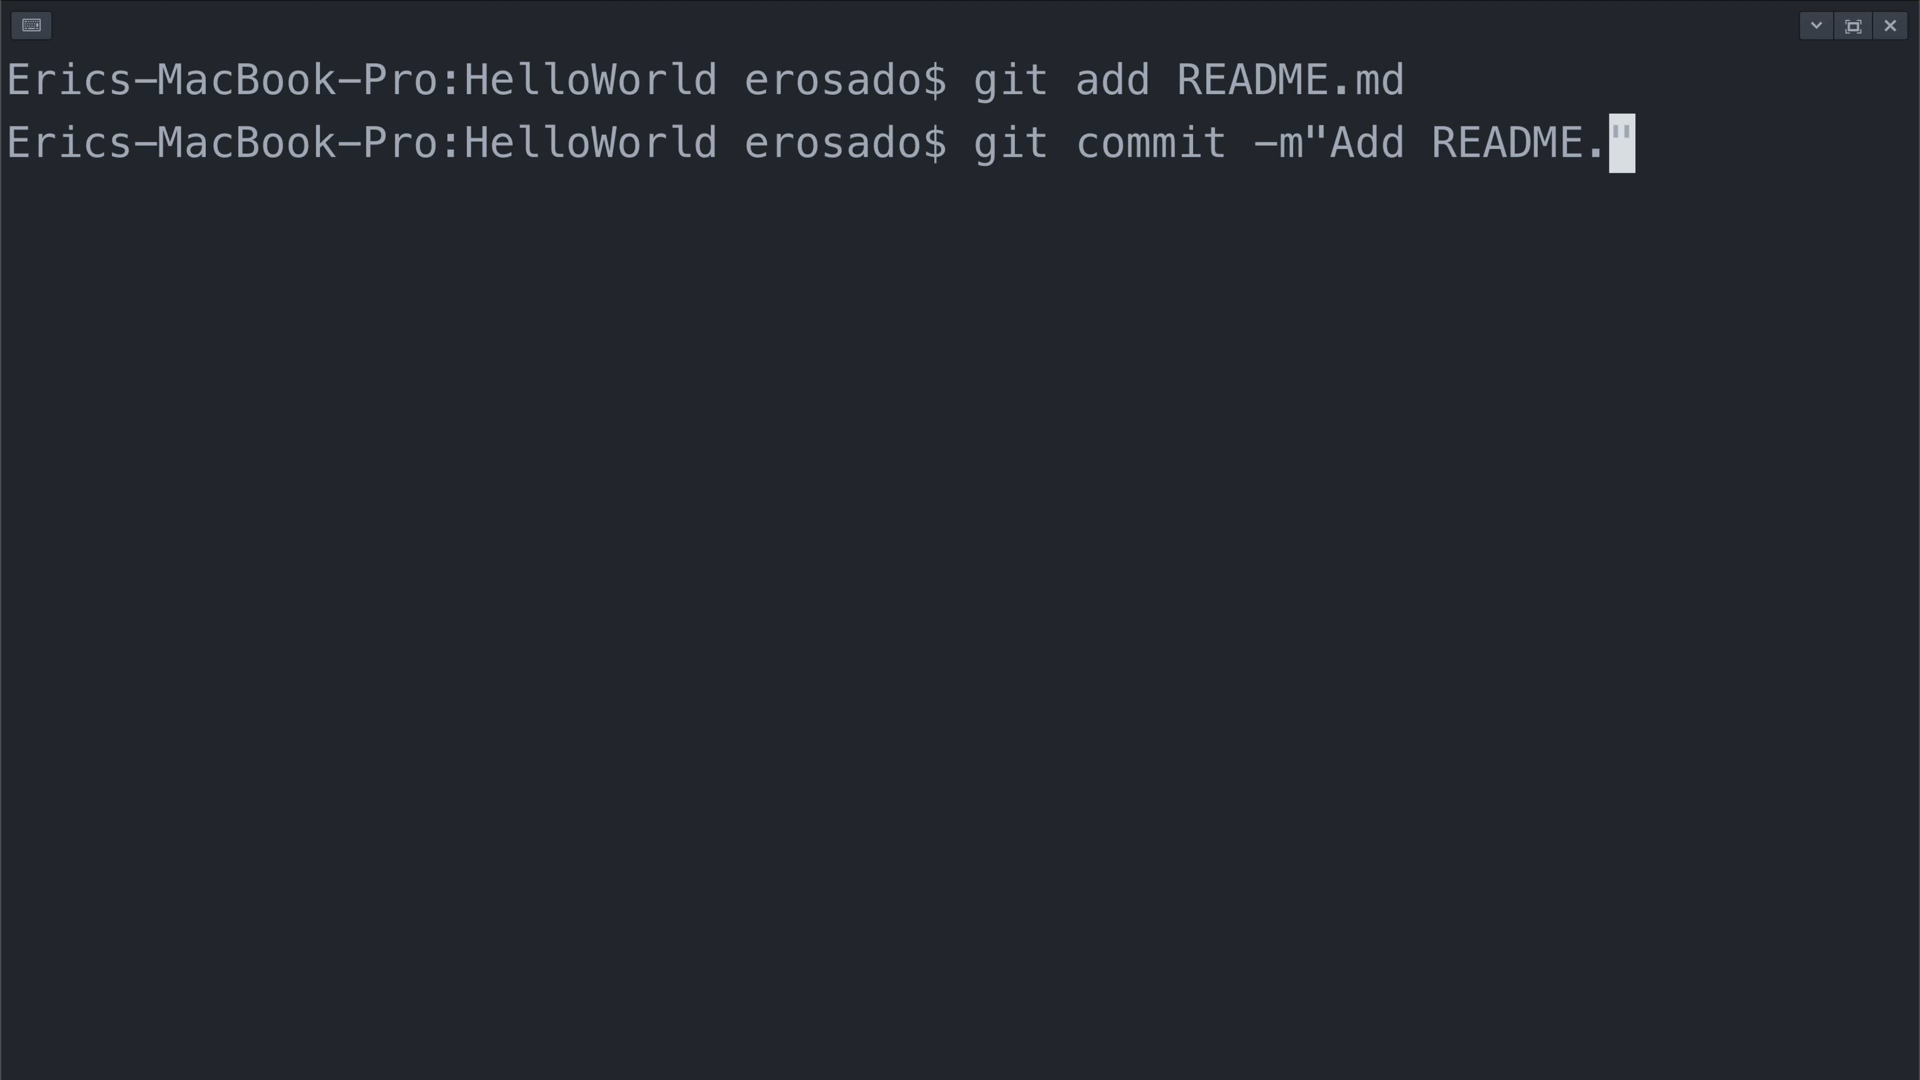 Erics-MacBook-Pro:HelloWorld erosado$ git add README.md
Erics-MacBook-Pro:HelloWorld erosado$ git commit -m"Add README."